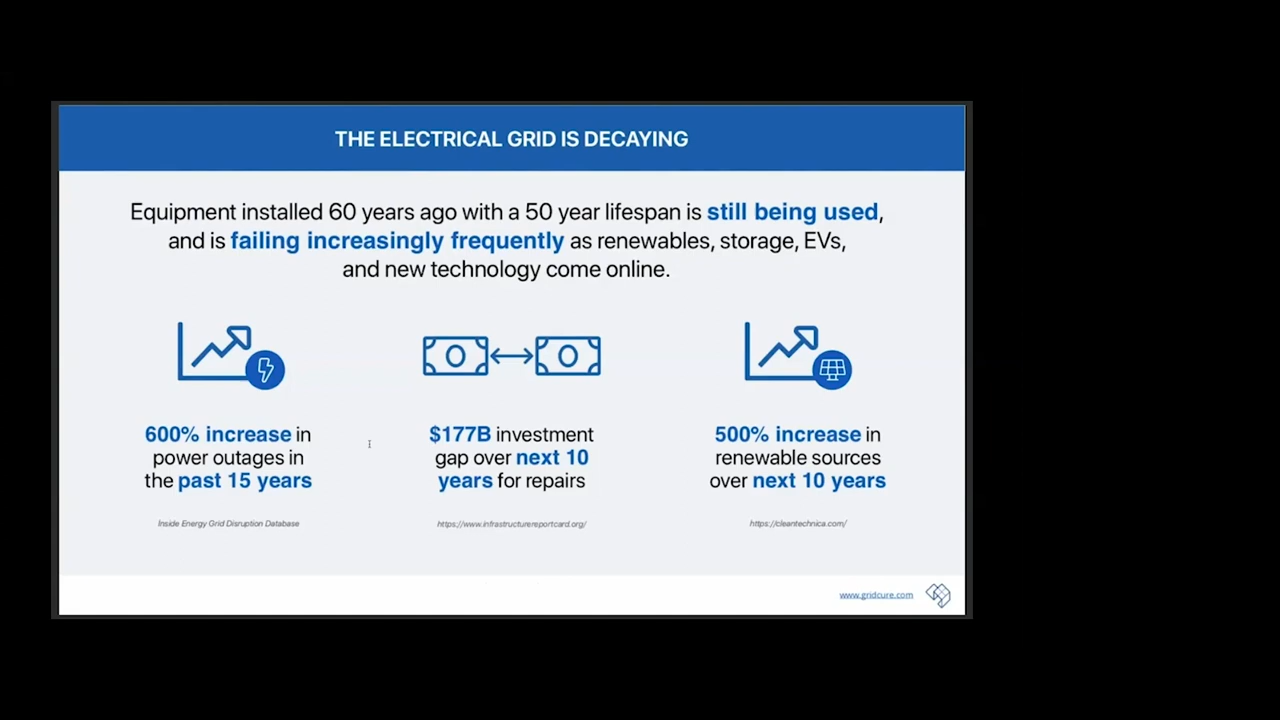 THE ELECTRICAL GRID IS DECAYING
Equipment installed 60 years ago with a 50 year lifespan is still being used,
and is failing increasingly frequently as renewables, storage, EVs,
and new technology come online.
600% increase in
power outages in
the past 15 years
Inside Energy Grid Disruption Database
$177B investment
gap over next 10
years for repairs
https://www.infrastructurereportcard.org/
500% increase in
renewable sources
over next 10 years
https://cleantechnica.com/
www.gridcure.com